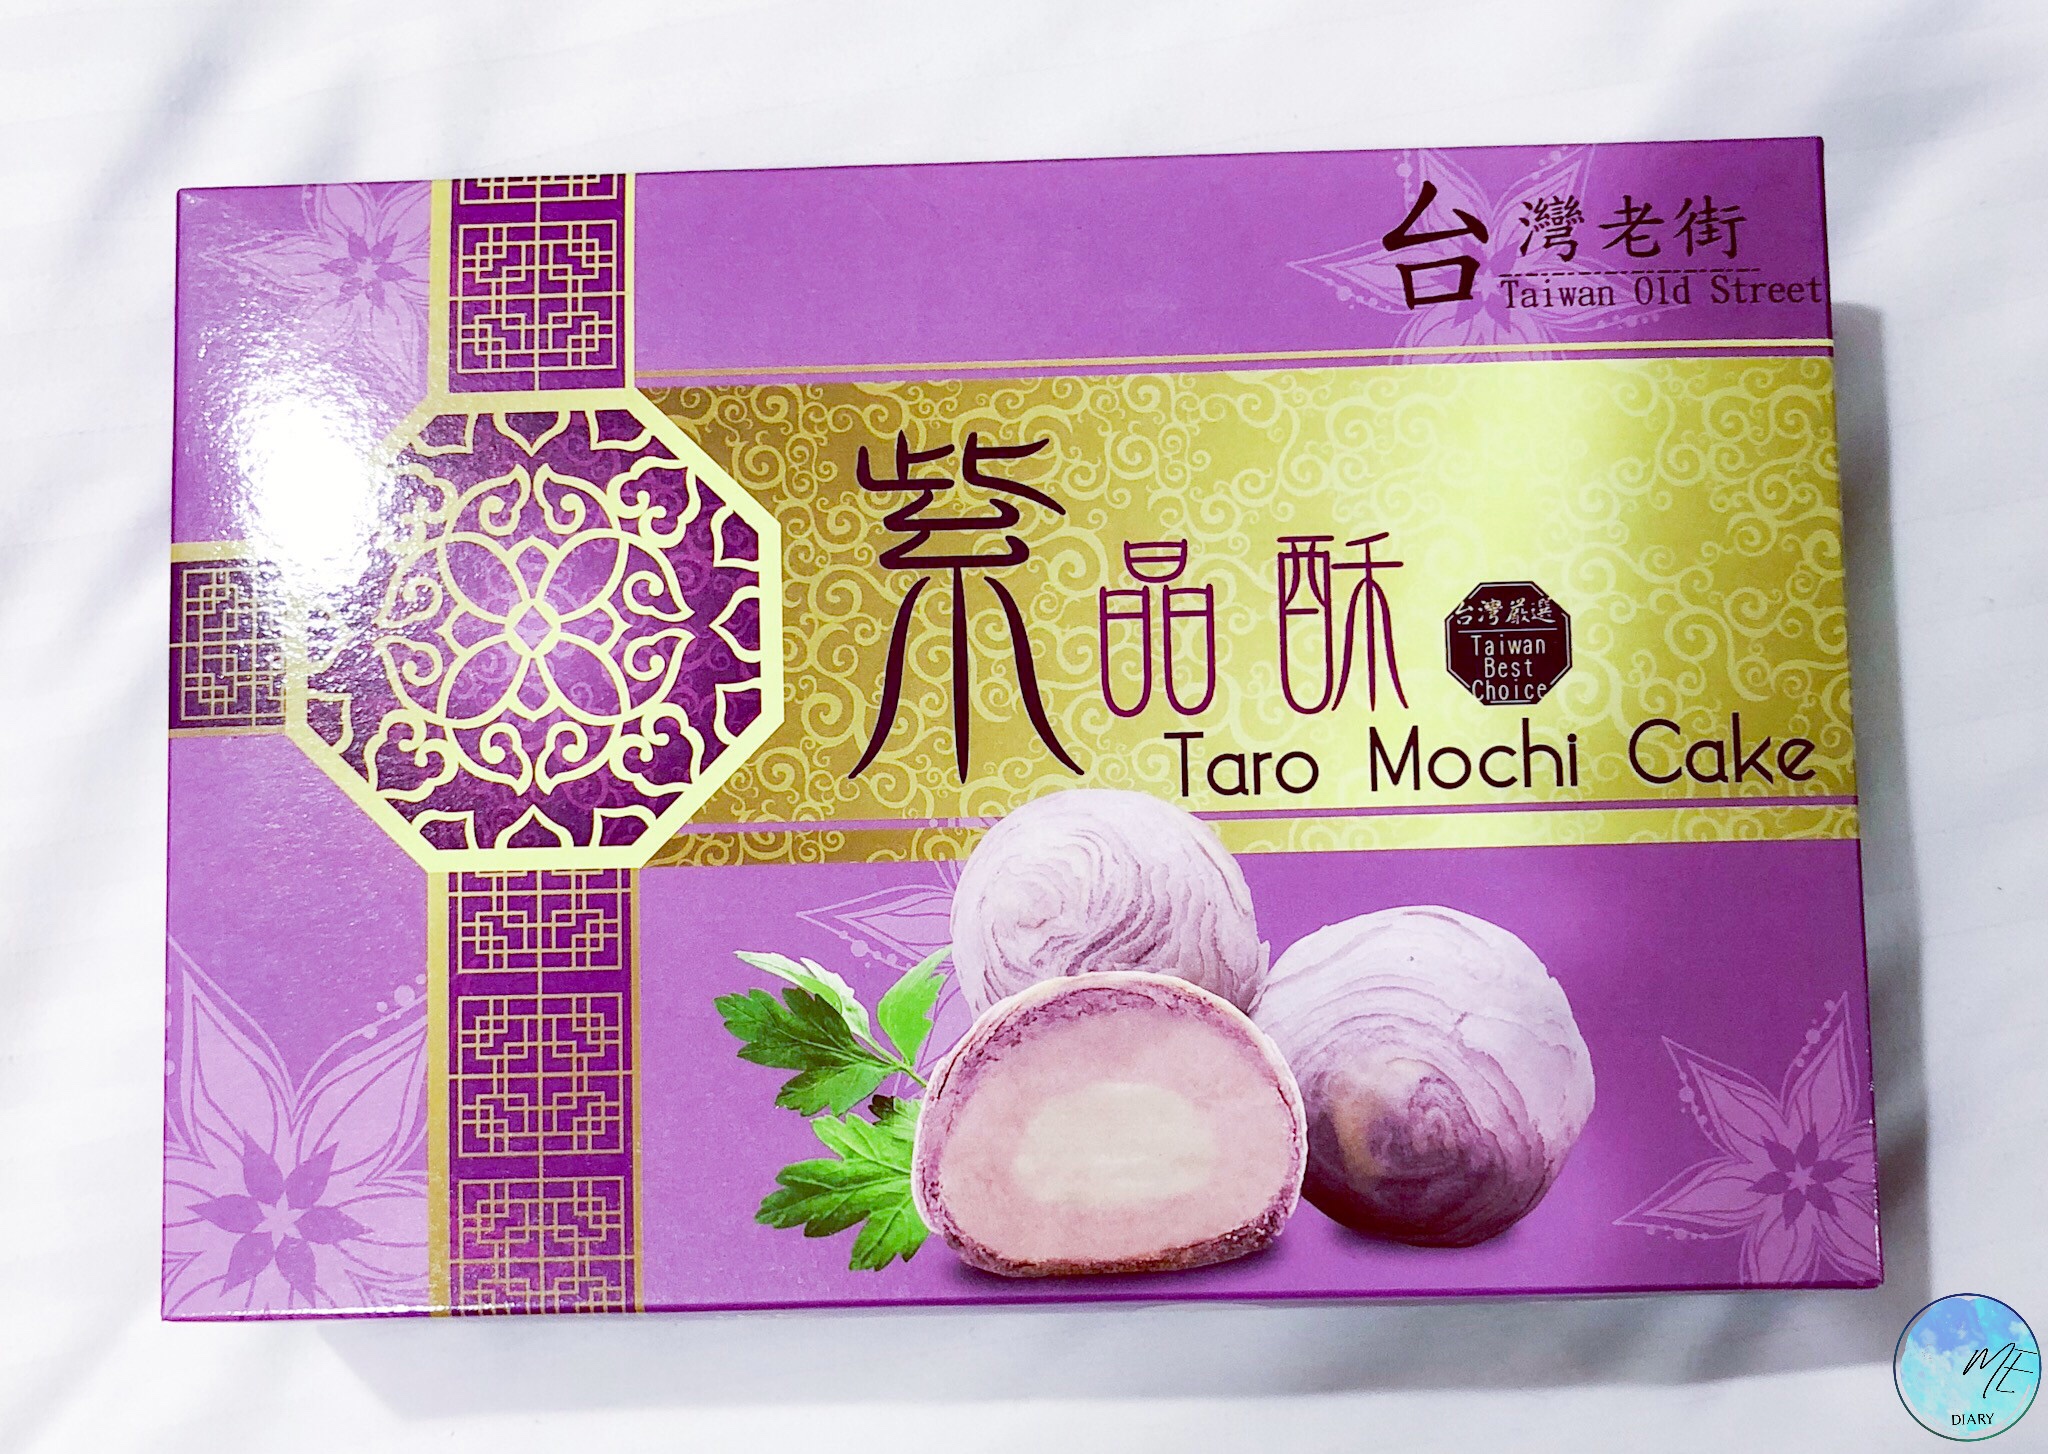 台灣老街
Taiwan Old Street
紫晶酥
台灣嚴選
Taiwan
Best
Choice
Taro Mochi Cake
ME
DIARY